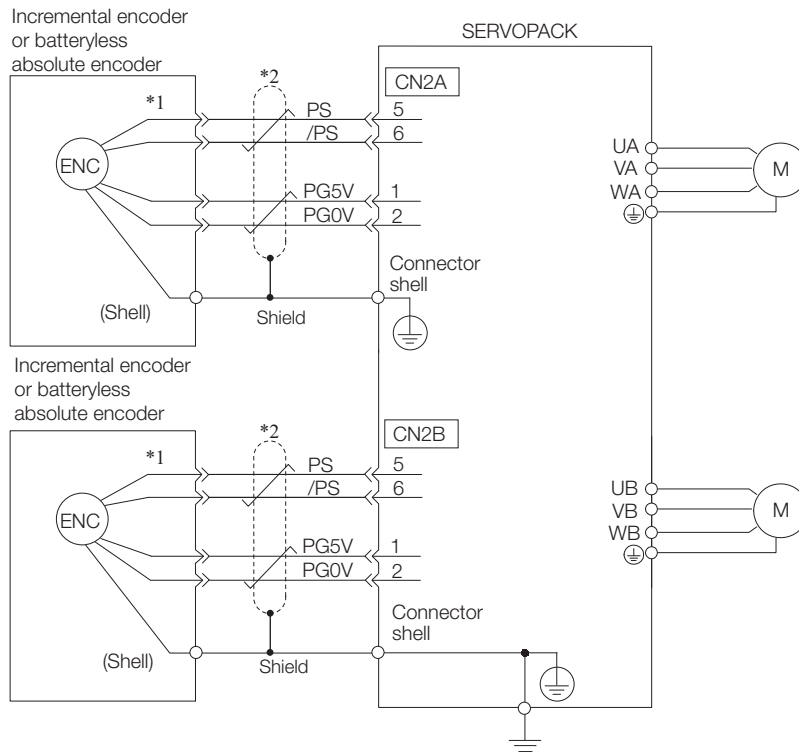 Incremental encoder
or batteryless
absolute encoder
SERVOPACK
*1
*2
CN2A
ENC
PS
5
/PS
6
PG5V
1
PG0V
2
(Shell)
Shield
Connector
shell
UA
VA
WA
M
Incremental encoder
or batteryless
absolute encoder
*1
*2
CN2B
ENC
PS
5
/PS
6
PG5V
1
PG0V
2
(Shell)
Shield
Connector
shell
UB
VB
WB
M